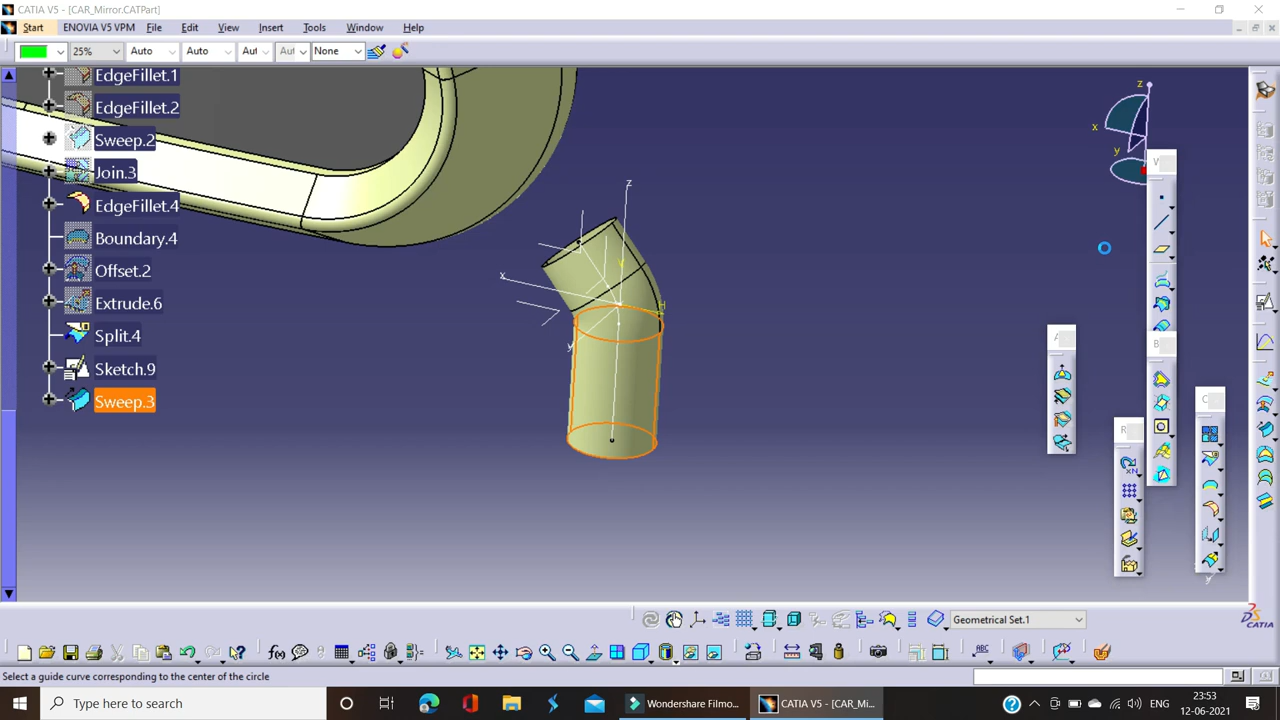 CATIA V5 - [CAR_Mirror.CATPart]
Start ENOVIA V5 VPM File Edit View Insert Tools Window Help
25% Auto Auto Aut Aut None
EdgeFillet.1
EdgeFillet.2
Sweep.2
Join.3
EdgeFillet.4
Boundary.4
Offset.2
Extrude.6
Split.4
Sketch.9
Sweep.3
z
x
y
z
x
y
y
H
V
A
B
C
R
Geometrical Set.1
CATIA
f(x)
ABC
Select a guide curve corresponding to the center of the circle
Type here to search
Wondershare Filmo...
CATIA V5 - [CAR_Mi...
ENG
23:53
12-06-2021